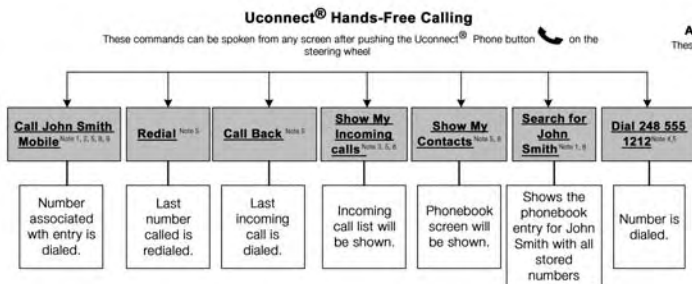 Uconnect® Hands-Free Calling
These commands can be spoken from any screen after pushing the Uconnect® Phone button on the
steering wheel
A
These
Call John Smith
Mobile Note 1, 2, 5, 8, 9
Redial Note 5
Call Back Note 5
Show My
Incoming
calls Note 3, 5, 8
Show My
Contacts Note 5, 8
Search for
John
Smith Note 1, 8
Dial 248 555
1212 Note 4,5
Number
associated
wth entry is
dialed.
Last
number
called is
redialed.
Last
incoming
call is
dialed.
Incoming
call list will
be shown.
Phonebook
screen will
be shown.
Shows the
phonebook
entry for John
Smith with all
stored
numbers
Number is
dialed.